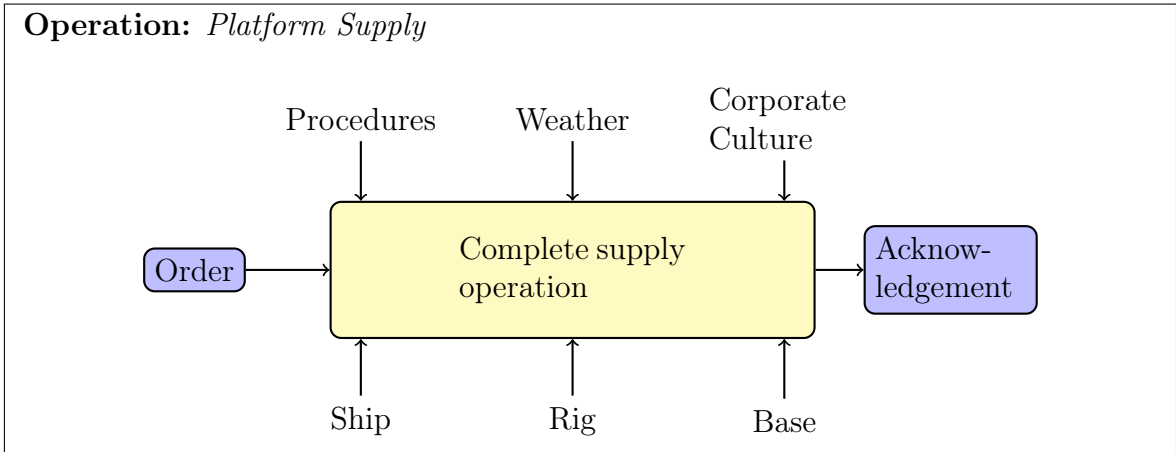 Operation: Platform Supply
Procedures
Weather
Corporate
Culture
Order
Complete supply
operation
Acknow-
ledgement
Ship
Rig
Base